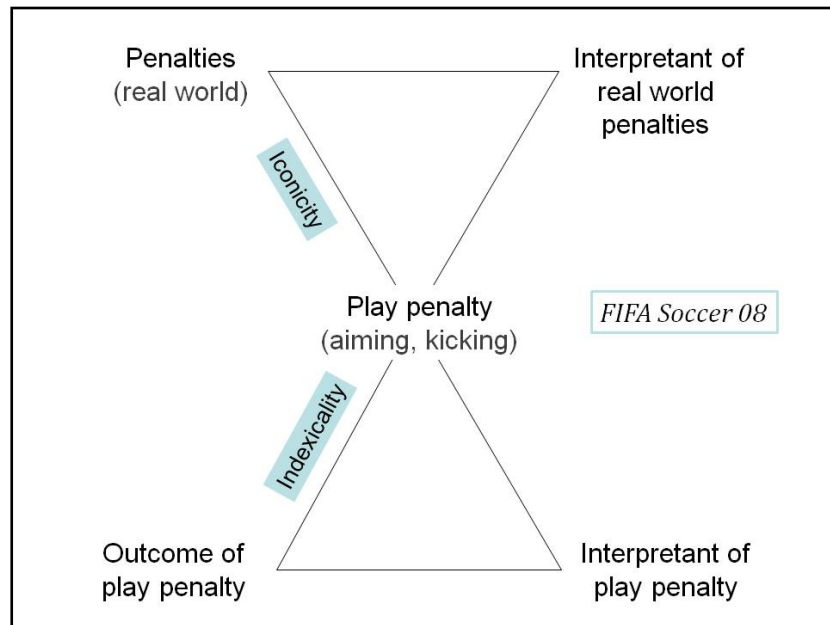 Penalties
(real world)
Interpretant of
real world
penalties
Iconicity
Play penalty
(aiming, kicking)
FIFA Soccer 08
Indexicality
Outcome of
play penalty
Interpretant of
play penalty